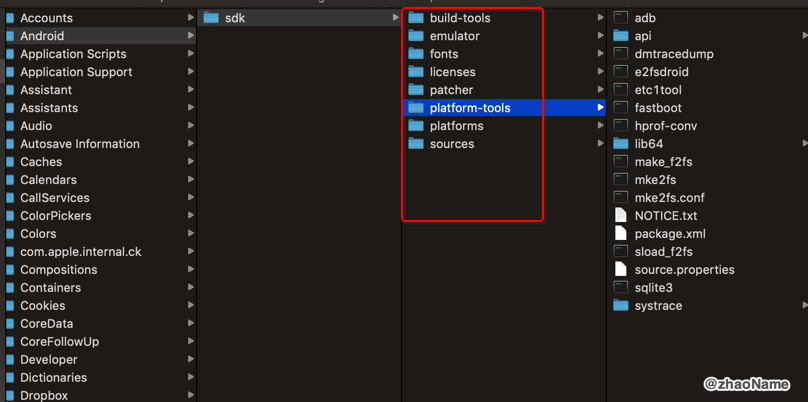 Accounts
Android
Application Scripts
Application Support
Assistant
Assistants
Audio
Autosave Information
Caches
Calendars
CallServices
ColorPickers
Colors
com.apple.internal.ck
Compositions
Containers
Cookies
CoreData
CoreFollowUp
Developer
Dictionaries
Dropbox
sdk
build-tools
emulator
fonts
licenses
patcher
platform-tools
platforms
sources
adb
api
dmtracedump
e2fsdroid
etc1tool
fastboot
hprof-conv
lib64
make_f2fs
mke2fs
mke2fs.conf
NOTICE.txt
package.xml
sload_f2fs
source.properties
sqlite3
systrace
@zhaoName